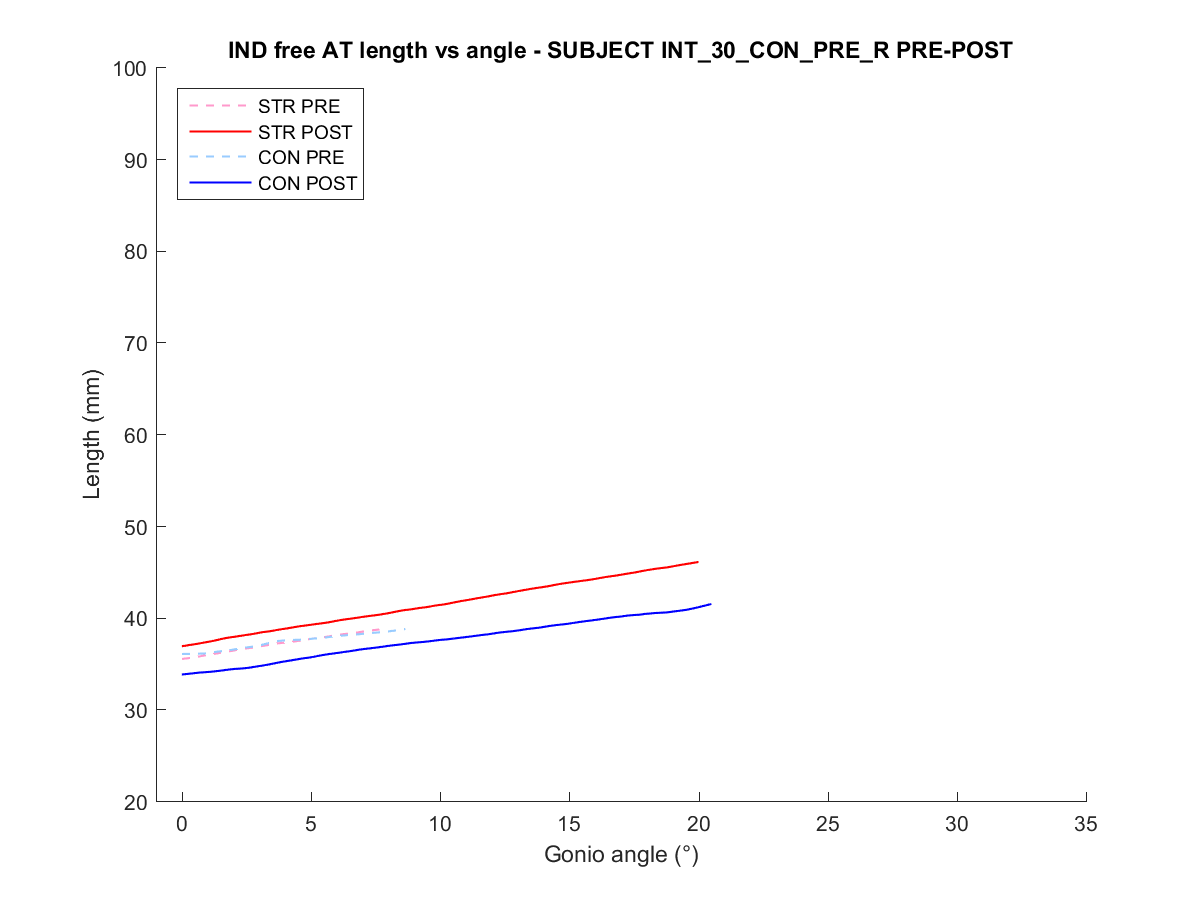 IND free AT length vs angle - SUBJECT INT_30_CON_PRE_R PRE-POST
STR PRE
STR POST
CON PRE
CON POST
100
90
80
70
60
50
40
30
20
Length (mm)
0 5 10 15 20 25 30 35
Gonio angle (°)